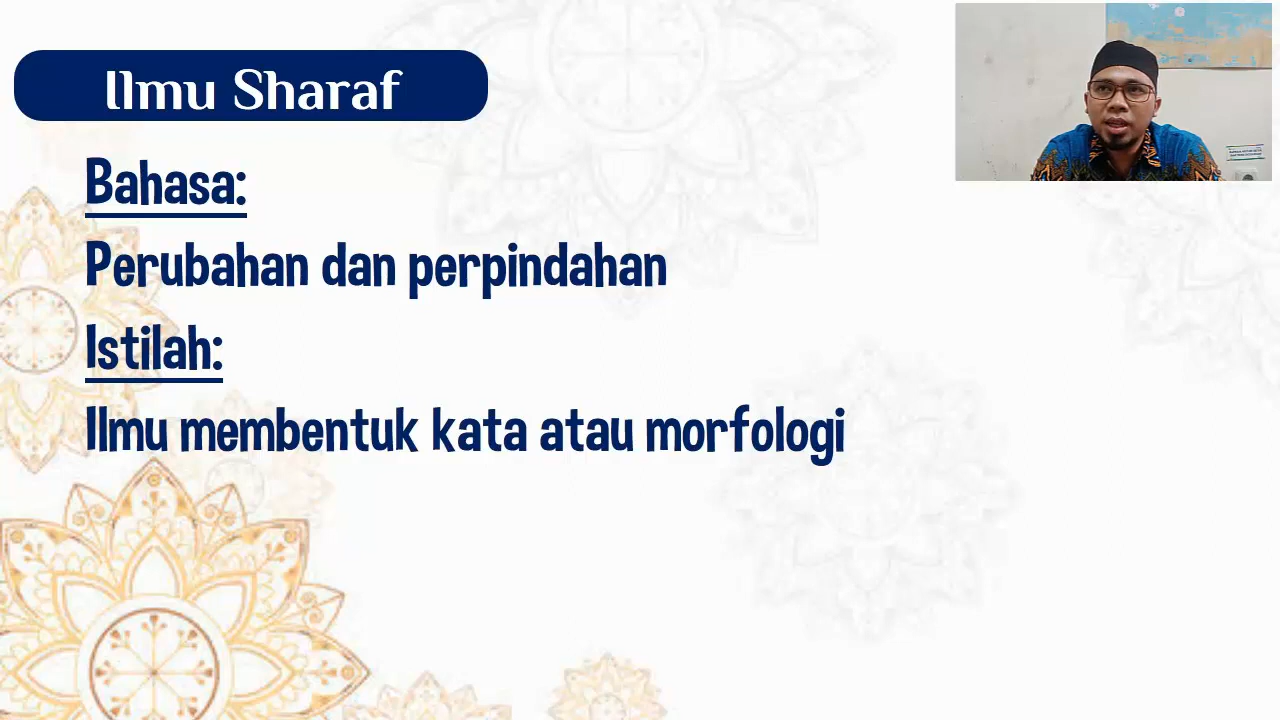 Ilmu Sharaf
Bahasa:
Perubahan dan perpindahan
Istilah:
Ilmu membentuk kata atau morfologi